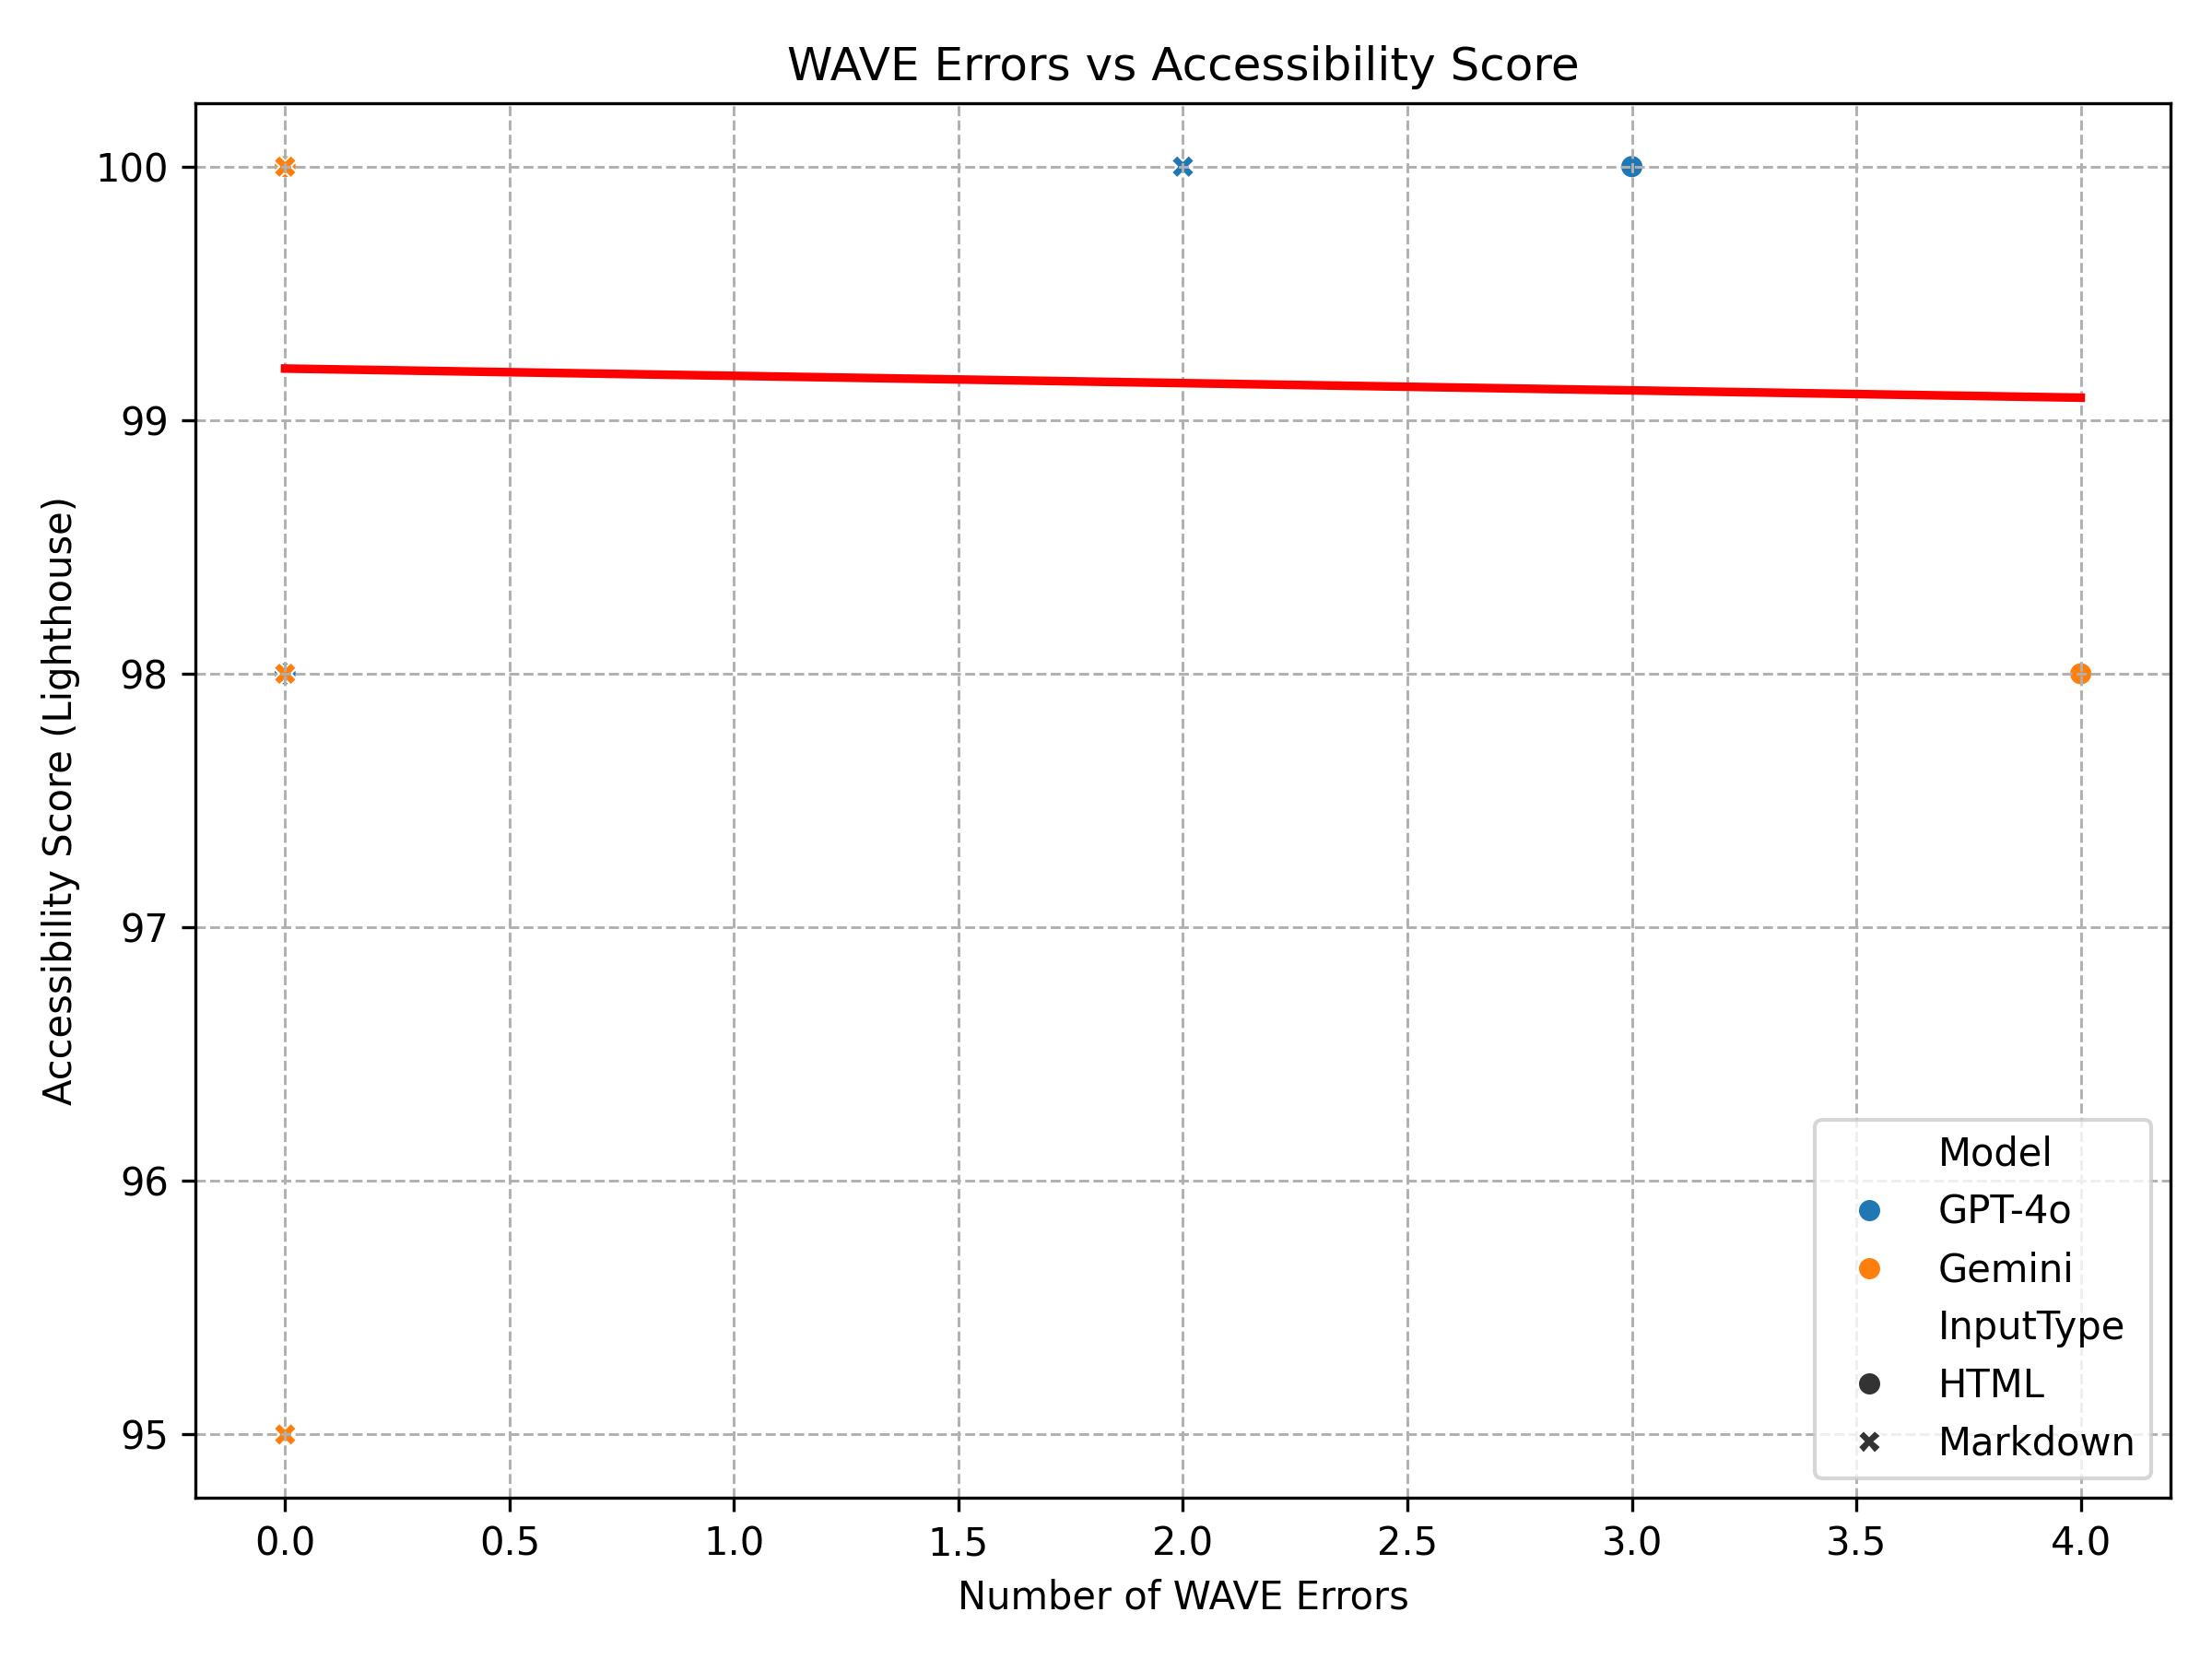 WAVE Errors vs Accessibility Score
Accessibility Score (Lighthouse)
100
99
98
97
96
95
Model
GPT-4o
Gemini
InputType
HTML
Markdown
0.0 0.5 1.0 1.5 2.0 2.5 3.0 3.5 4.0
Number of WAVE Errors